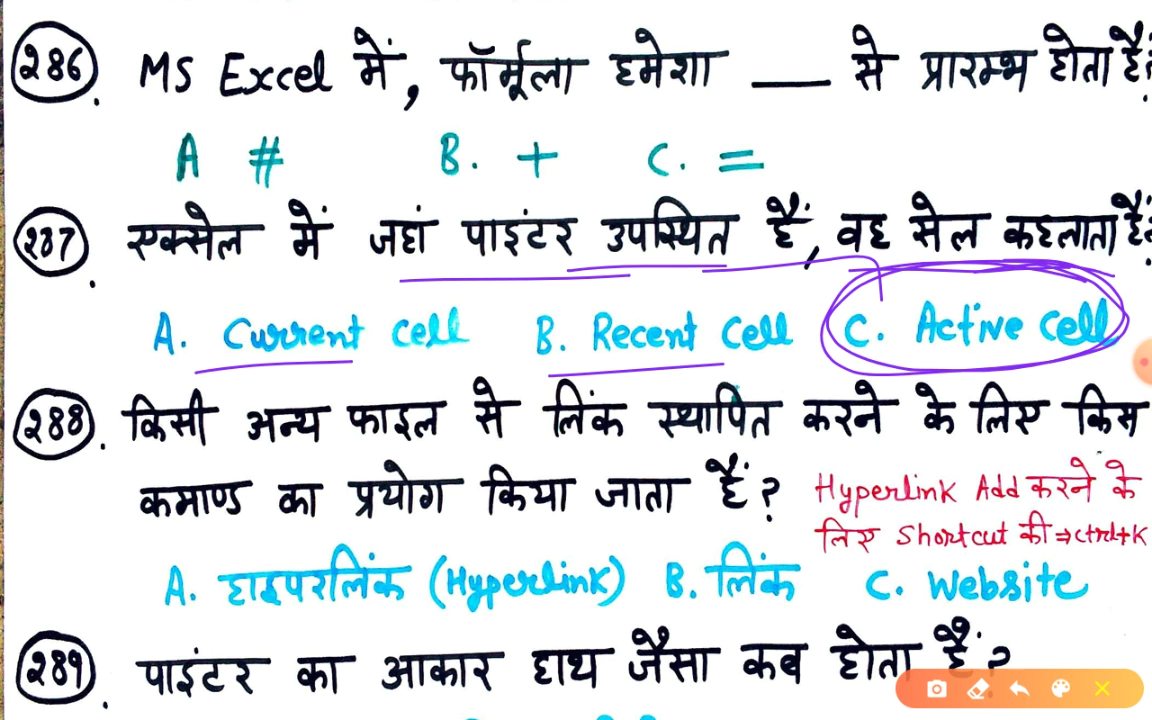 286. MS Excel में, फॉर्मूला हमेशा ___ से प्रारम्भ होता है?
A # B. + C. =
287. एक्सेल में जहां पाइंटर उपस्थित हैं, वह सेल कहलाता है?
A. Current cell B. Recent cell C. Active cell
288. किसी अन्य फाइल से लिंक स्थापित करने के लिए किस
कमाण्ड का प्रयोग किया जाता हैं?
Hyperlink Add करने के
लिए Shortcut की ⇒ ctrl+K
A. हाइपरलिंक (Hyperlink) B. लिंक C. Website
289. पाइंटर का आकार हाथ जैसा कब होता हैं?